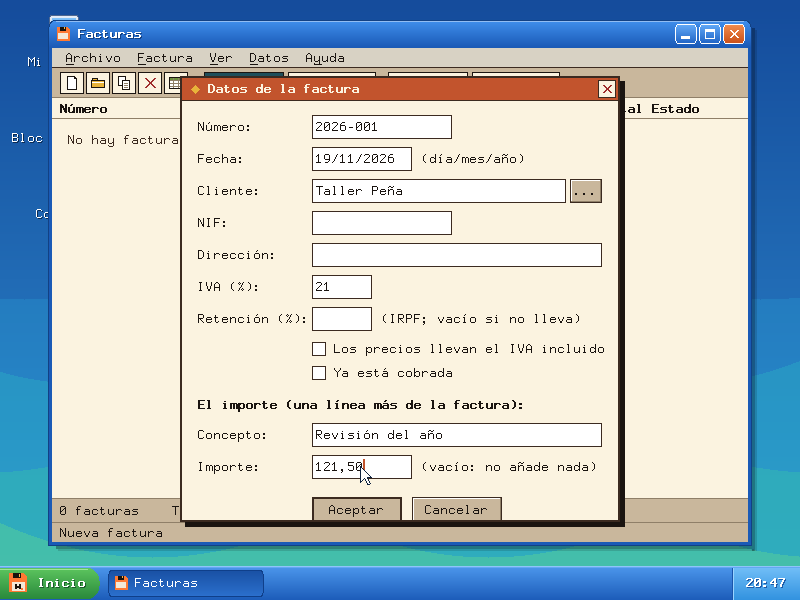 Facturas
Mi
Archivo Factura Ver Datos Ayuda
Datos de la factura
Número
al Estado
Número: 2026-001
Bloc
No hay factura
Fecha: 19/11/2026 (día/mes/año)
Cliente: Taller Peña ...
NIF:
Dirección:
IVA (%): 21
Retención (%): (IRPF; vacío si no lleva)
Los precios llevan el IVA incluido
Ya está cobrada
El importe (una línea más de la factura):
Concepto: Revisión del año
Importe: 121,50 (vacío: no añade nada)
0 facturas T
Aceptar Cancelar
Nueva factura
Inicio Facturas 20:47